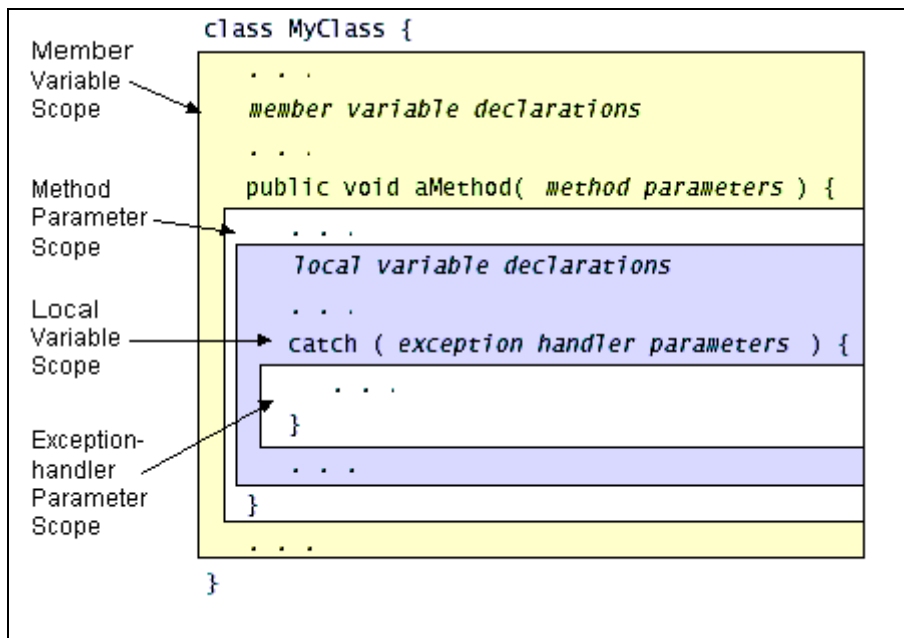 class MyClass {
Member
Variable
Scope
. . .
member variable declarations
. . .
public void aMethod( method parameters ) {
Method
Parameter
Scope
. . .
local variable declarations
. . .
Local
Variable
Scope
catch ( exception handler parameters ) {
. . .
}
Exception-
handler
Parameter
Scope
. . .
}
. . .
}